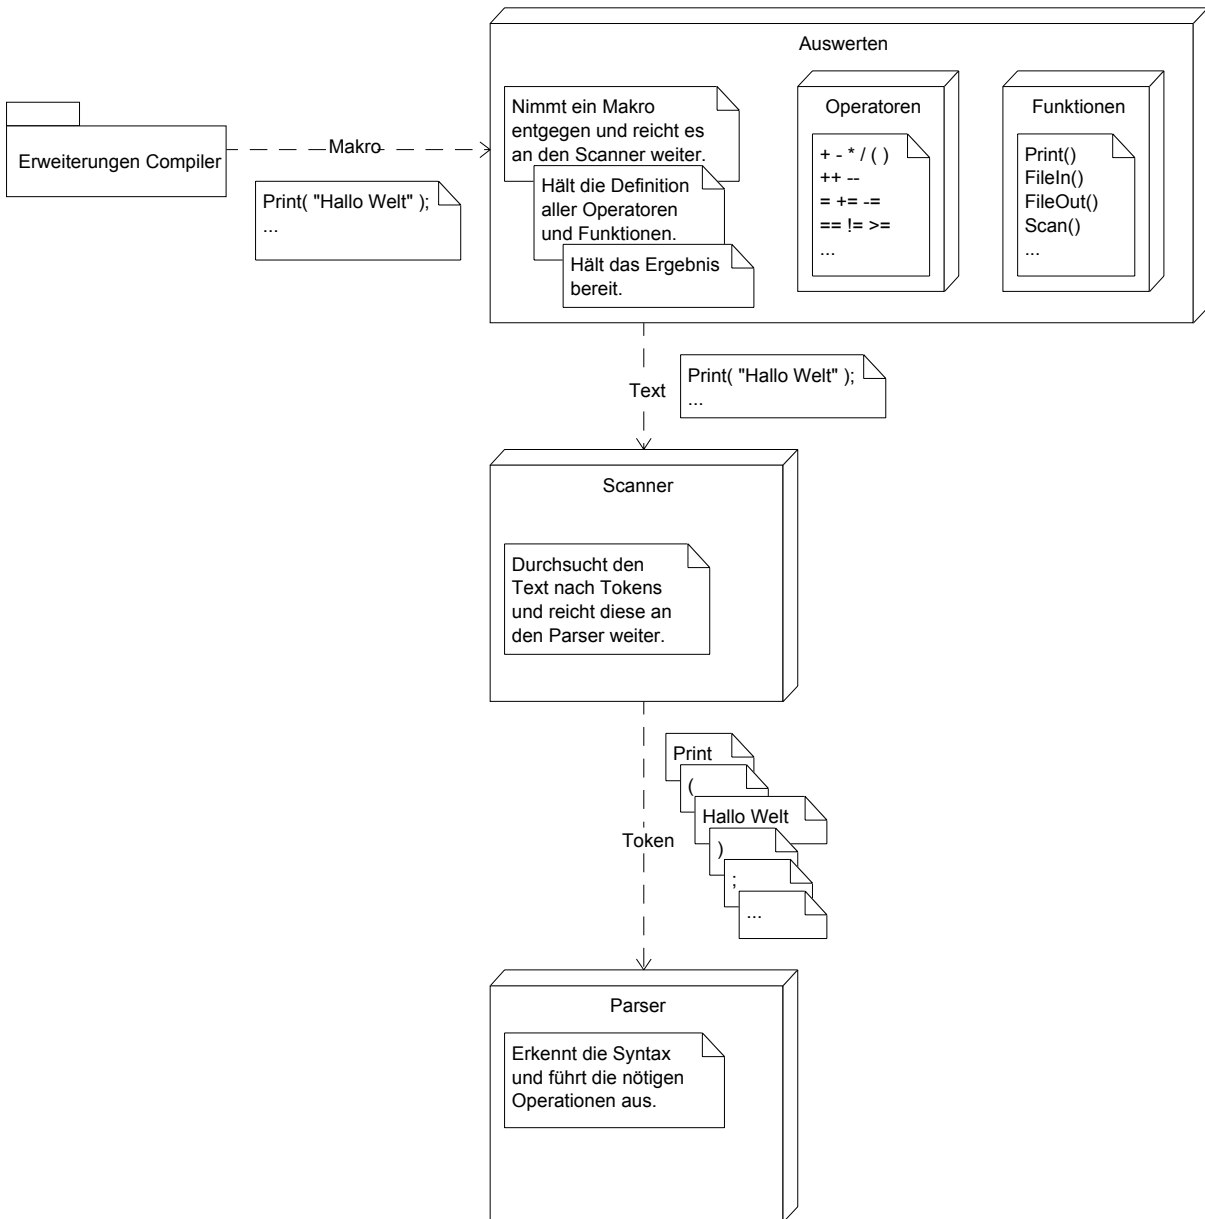 Auswerten
Erweiterungen Compiler
Makro
Print( "Hallo Welt" );
...
Nimmt ein Makro
entgegen und reicht es
an den Scanner weiter.
Hält die Definition
aller Operatoren
und Funktionen.
Hält das Ergebnis
bereit.
Operatoren
+ - * / ( )
++ --
= += -=
== != >=
...
Funktionen
Print()
FileIn()
FileOut()
Scan()
...
Text
Print( "Hallo Welt" );
...
Scanner
Durchsucht den
Text nach Tokens
und reicht diese an
den Parser weiter.
Token
Print
(
Hallo Welt
)
;
...
Parser
Erkennt die Syntax
und führt die nötigen
Operationen aus.